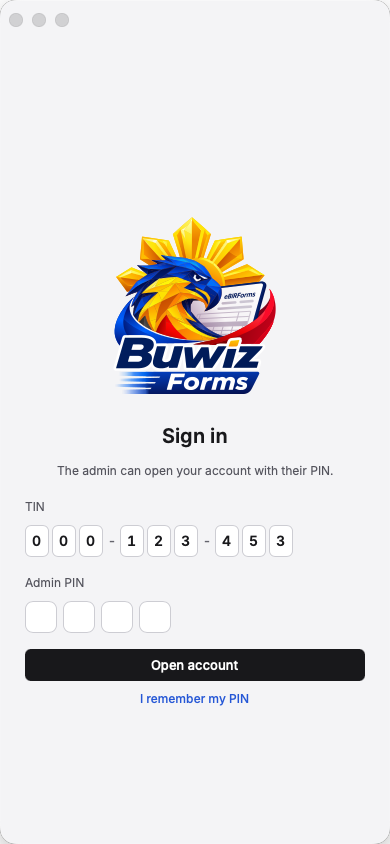 eBIRForms
Buwiz
Forms
Sign in
The admin can open your account with their PIN.
TIN
0 0 0 - 1 2 3 - 4 5 3
Admin PIN
Open account
I remember my PIN